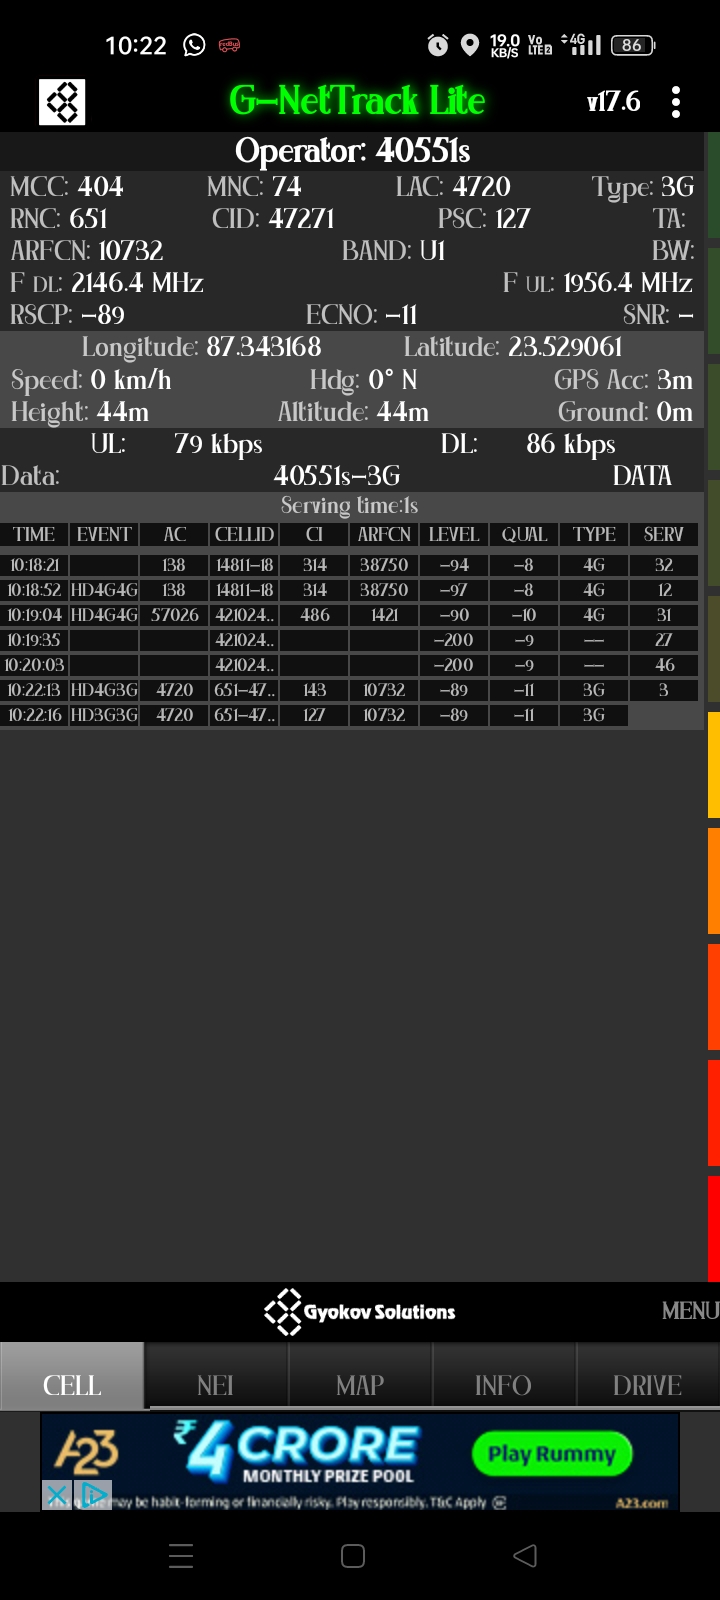 10:22 redBus 19.0 KB/S Vo LTE2 4G 86
G-NetTrack Lite v17.6
Operator: 40551s
MCC: 404 MNC: 74 LAC: 4720 Type: 3G
RNC: 651 CID: 47271 PSC: 127 TA:
ARFCN: 10732 BAND: U1 BW:
F DL: 2146.4 MHz F UL: 1956.4 MHz
RSCP: -89 ECNO: -11 SNR: -
Longitude: 87.343168 Latitude: 23.529061
Speed: 0 km/h Hdg: 0° N GPS Acc: 3m
Height: 44m Altitude: 44m Ground: 0m
UL: 79 kbps DL: 86 kbps
Data: 40551s-3G DATA
Serving time:1s
TIME EVENT AC CELLID CI ARFCN LEVEL QUAL TYPE SERV
10:18:21 138 14811-18 314 38750 -94 -8 4G 32
10:18:52 HD4G4G 138 14811-18 314 38750 -97 -8 4G 12
10:19:04 HD4G4G 57026 421024.. 486 1421 -90 -10 4G 31
10:19:35 421024.. -200 -9 -- 27
10:20:03 421024.. -200 -9 -- 46
10:22:13 HD4G3G 4720 651-47.. 143 10732 -89 -11 3G 3
10:22:16 HD3G3G 4720 651-47.. 127 10732 -89 -11 3G
Gyokov Solutions MENU
CELL NEI MAP INFO DRIVE
A23 ₹4 CRORE Play Rummy
MONTHLY PRIZE POOL
may be habit-forming or financially risky. Play responsibly. T&C Apply A23.com